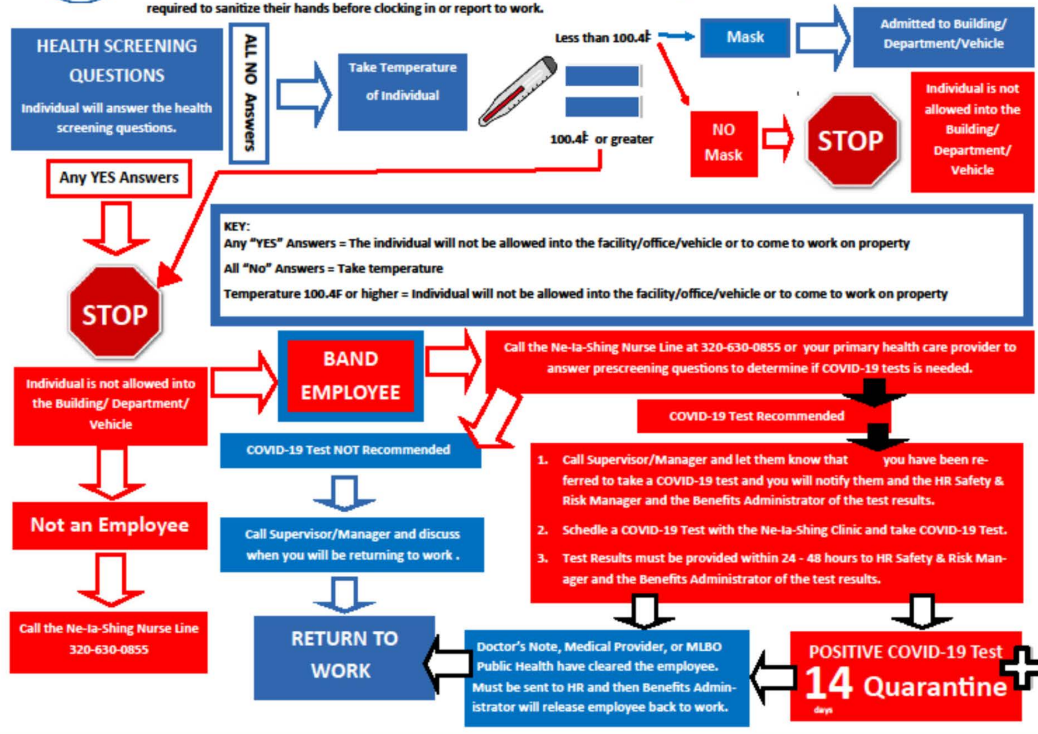 required to sanitize their hands before clocking in or report to work.
HEALTH SCREENING
QUESTIONS
Individual will answer the health
screening questions.
ALL NO Answers
Take Temperature
of Individual
Less than 100.4F
100.4F or greater
Mask
Admitted to Building/
Department/Vehicle
NO
Mask
STOP
Individual is not
allowed into the
Building/
Department/
Vehicle
Any YES Answers
STOP
KEY:
Any “YES” Answers = The individual will not be allowed into the facility/office/vehicle or to come to work on property
All “No” Answers = Take temperature
Temperature 100.4F or higher = Individual will not be allowed into the facility/office/vehicle or to come to work on property
Individual is not allowed into
the Building/ Department/
Vehicle
BAND
EMPLOYEE
Call the Ne-Ia-Shing Nurse Line at 320-630-0855 or your primary health care provider to
answer prescreening questions to determine if COVID-19 tests is needed.
COVID-19 Test Recommended
COVID-19 Test NOT Recommended
1. Call Supervisor/Manager and let them know that you have been re-
ferred to take a COVID-19 test and you will notify them and the HR Safety &
Risk Manager and the Benefits Administrator of the test results.
2. Schedle a COVID-19 Test with the Ne-Ia-Shing Clinic and take COVID-19 Test.
3. Test Results must be provided within 24 - 48 hours to HR Safety & Risk Man-
ager and the Benefits Administrator of the test results.
Not an Employee
Call Supervisor/Manager and discuss
when you will be returning to work .
Call the Ne-Ia-Shing Nurse Line
320-630-0855
RETURN TO
WORK
Doctor’s Note, Medical Provider, or MLBO
Public Health have cleared the employee.
Must be sent to HR and then Benefits Admin-
istrator will release employee back to work.
POSITIVE COVID-19 Test
14 Quarantine
days